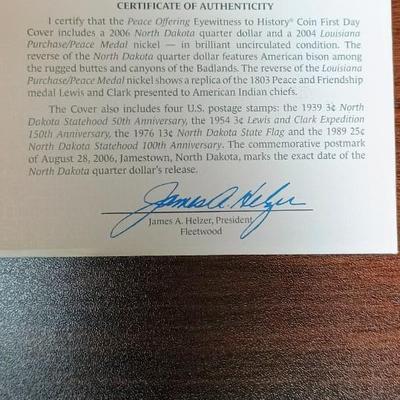 CERTIFICATE OF AUTHENTICITY
I certify that the Peace Offering Eyewitness to History® Coin First Day
Cover includes a 2006 North Dakota quarter dollar and a 2004 Louisiana
Purchase/Peace Medal nickel — in brilliant uncirculated condition. The
reverse of the North Dakota quarter dollar features American bison among
the rugged buttes and canyons of the Badlands. The reverse of the Louisiana
Purchase/Peace Medal nickel shows a replica of the 1803 Peace and Friendship
medal Lewis and Clark presented to American Indian chiefs.
The Cover also includes four U.S. postage stamps: the 1939 3¢ North
Dakota Statehood 50th Anniversary, the 1954 3¢ Lewis and Clark Expedition
150th Anniversary, the 1976 13¢ North Dakota State Flag and the 1989 25¢
North Dakota Statehood 100th Anniversary. The commemorative postmark
of August 28, 2006, Jamestown, North Dakota, marks the exact date of the
North Dakota quarter dollar's release.
James A. Helzer
James A. Helzer, President
Fleetwood